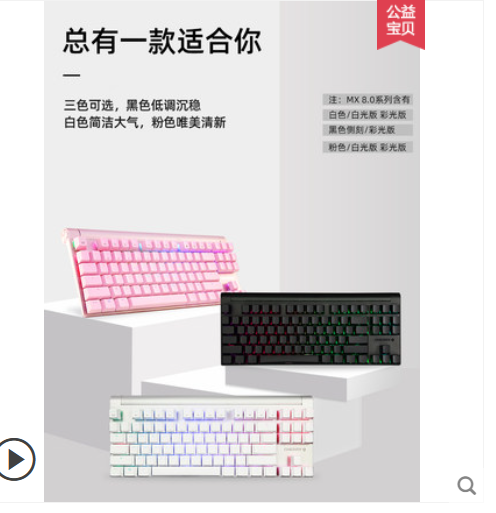 公益
宝贝
总有一款适合你
三色可选，黑色低调沉稳
白色简洁大气，粉色唯美清新
注：MX 8.0系列含有
白色/白光版 彩光版
黑色侧刻/彩光版
粉色/白光版 彩光版